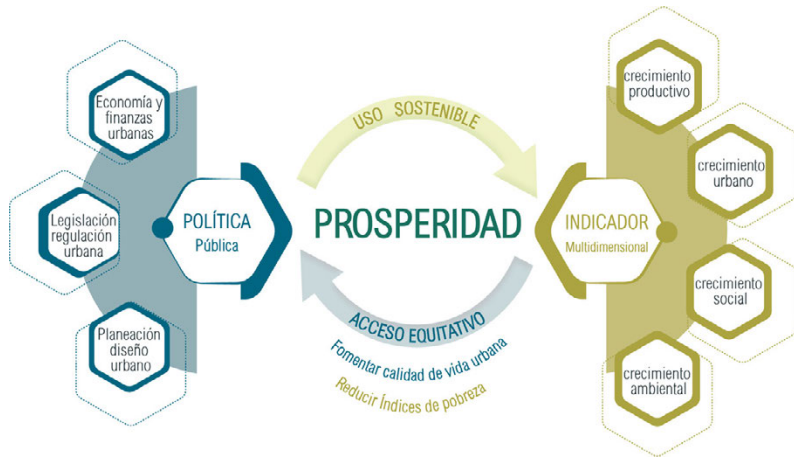 Economía y
finanzas
urbanas
Legislación
regulación
urbana
Planeación
diseño
urbano
POLÍTICA
Pública
USO SOSTENIBLE
PROSPERIDAD
ACCESO EQUITATIVO
Fomentar calidad de vida urbana
Reducir Índices de pobreza
INDICADOR
Multidimensional
crecimiento
productivo
crecimiento
urbano
crecimiento
social
crecimiento
ambiental